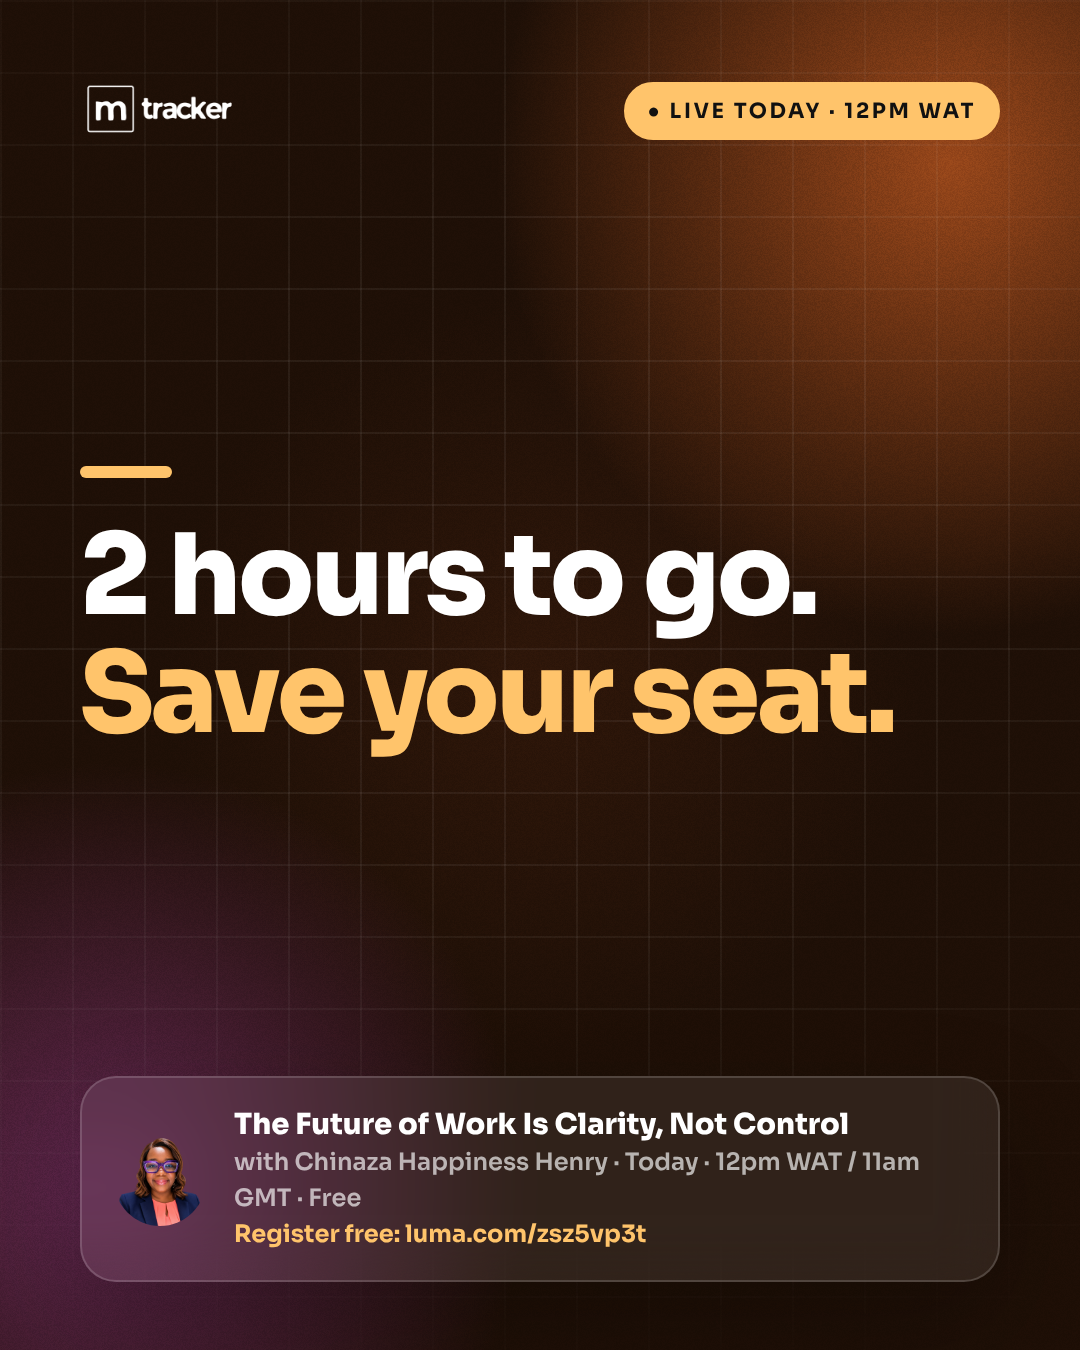 m tracker
• LIVE TODAY · 12PM WAT
2 hours to go.
Save your seat.
The Future of Work Is Clarity, Not Control
with Chinaza Happiness Henry · Today · 12pm WAT / 11am
GMT · Free
Register free: luma.com/zsz5vp3t